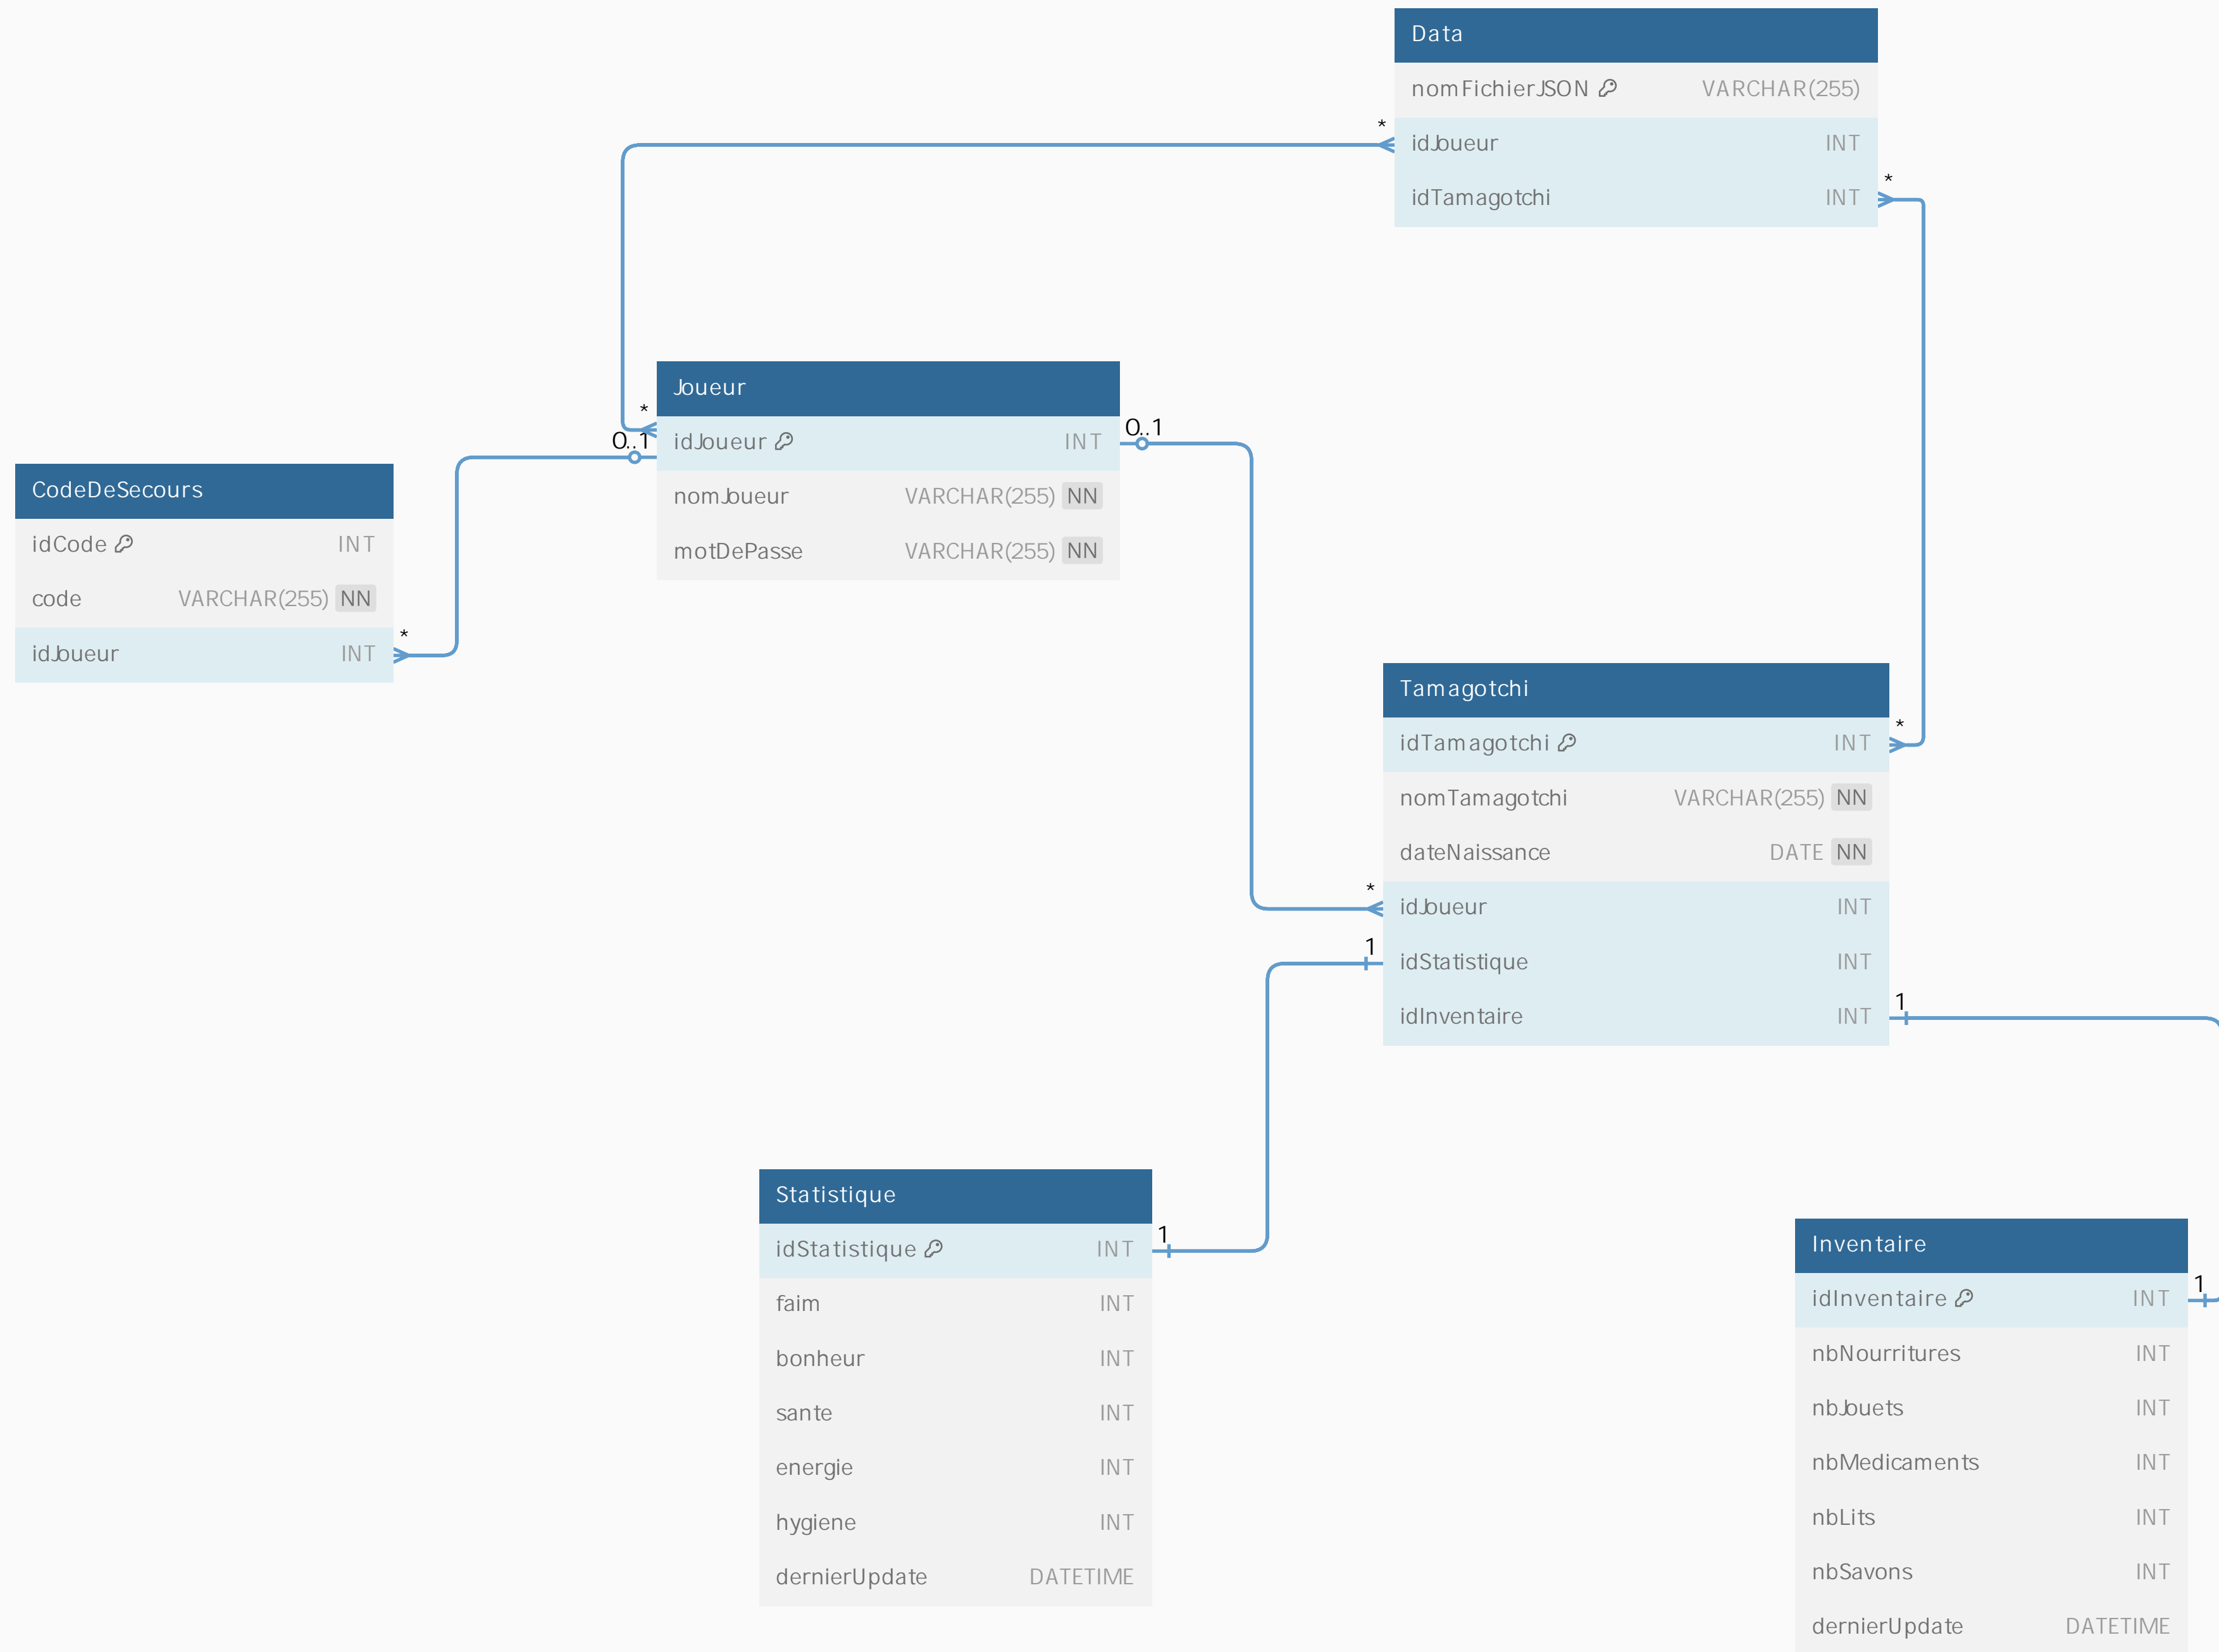 Data
nomFichierJSON VARCHAR(255)
* idJoueur INT
idTamagotchi INT *
Joueur
* 0..1 idJoueur INT 0..1
nomJoueur VARCHAR(255) NN
motDePasse VARCHAR(255) NN
CodeDeSecours
idCode INT
code VARCHAR(255) NN
idJoueur INT *
Tamagotchi
idTamagotchi INT *
nomTamagotchi VARCHAR(255) NN
dateNaissance DATE NN
* idJoueur INT
1 idStatistique INT
idInventaire INT 1
Statistique
idStatistique INT 1
faim INT
bonheur INT
sante INT
energie INT
hygiene INT
dernierUpdate DATETIME
Inventaire
idInventaire INT 1
nbNourritures INT
nbJouets INT
nbMedicaments INT
nbLits INT
nbSavons INT
dernierUpdate DATETIME